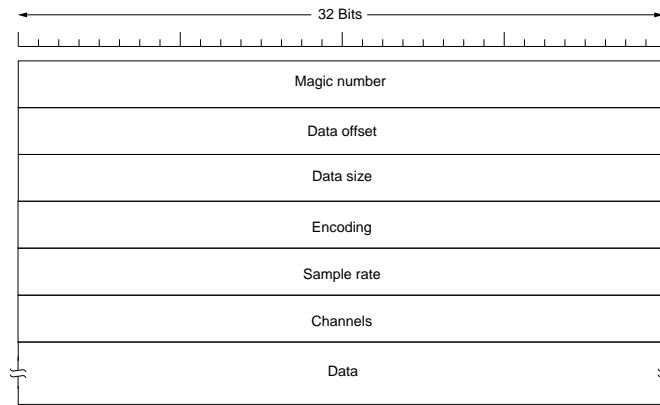 32 Bits
Magic number
Data offset
Data size
Encoding
Sample rate
Channels
Data